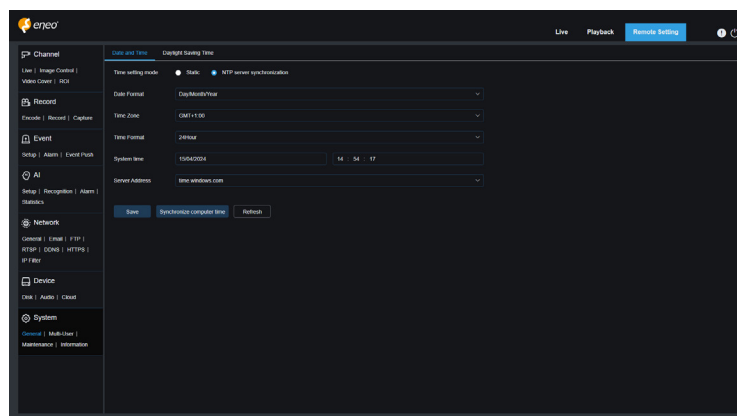 eneo
Live Playback Remote Setting
Channel
Live | Image Control |
Video Cover | ROI
Record
Encode | Record | Capture
Event
Setup | Alarm | Event Push
AI
Setup | Recognition | Alarm |
Statistics
Network
General | Email | FTP |
RTSP | DDNS | HTTPS |
IP Filter
Device
Disk | Audio | Cloud
System
General | Multi-User |
Maintenance | Information
Date and Time Daylight Saving Time
Time setting mode Static NTP server synchronization
Date Format Day/Month/Year
Time Zone GMT+1:00
Time Format 24Hour
System time 15/04/2024 14 : 54 : 17
Server Address time.windows.com
Save Synchronize computer time Refresh